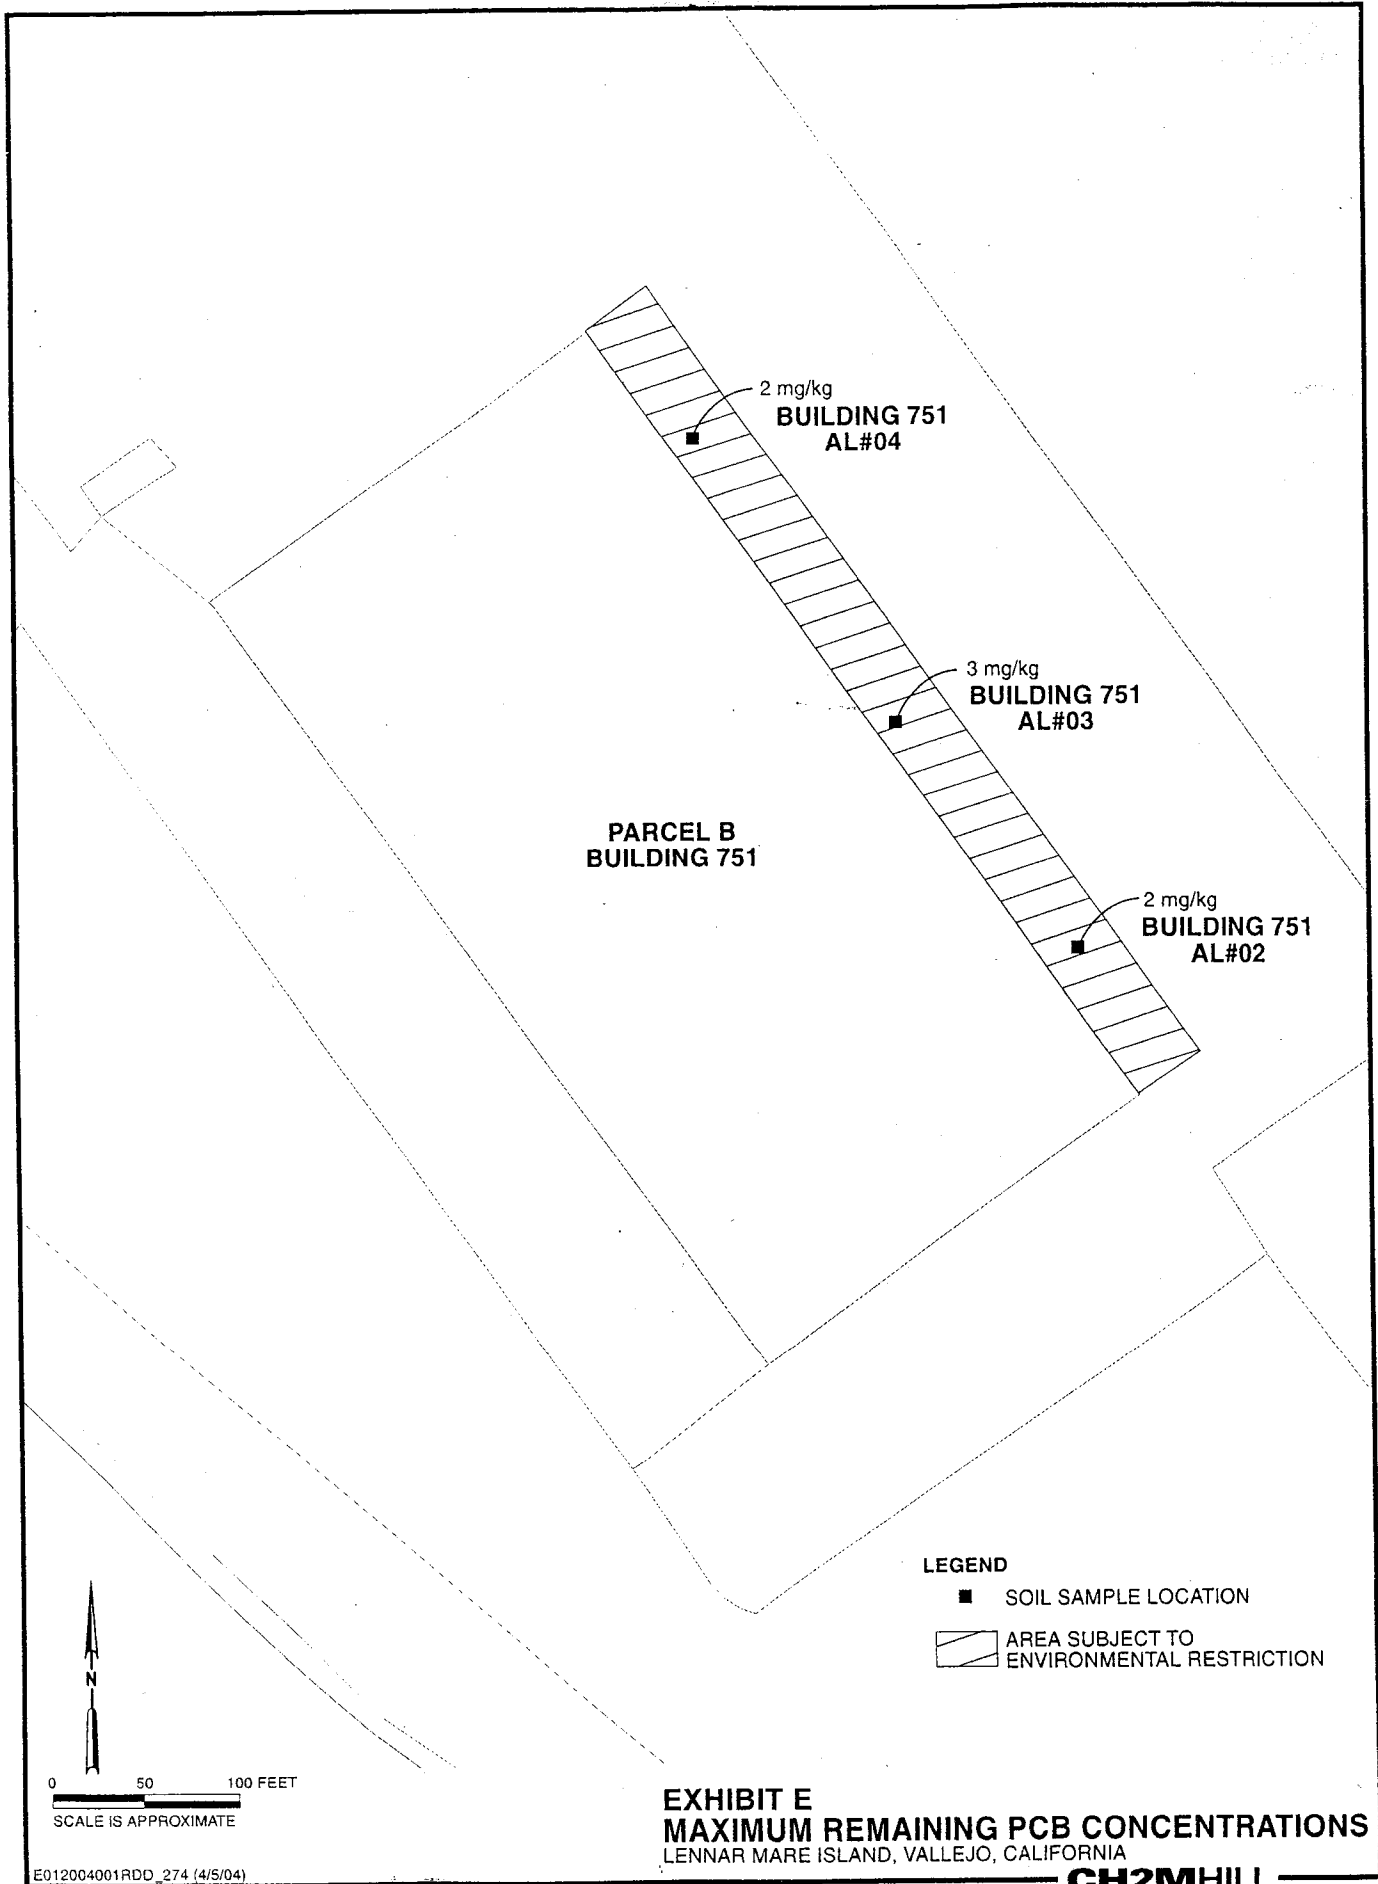 2 mg/kg
BUILDING 751
AL#04
3 mg/kg
BUILDING 751
AL#03
PARCEL B
BUILDING 751
2 mg/kg
BUILDING 751
AL#02
LEGEND
SOIL SAMPLE LOCATION
AREA SUBJECT TO
ENVIRONMENTAL RESTRICTION
N
0 50 100 FEET
SCALE IS APPROXIMATE
EXHIBIT E
MAXIMUM REMAINING PCB CONCENTRATIONS
LENNAR MARE ISLAND, VALLEJO, CALIFORNIA
E012004001RDD_274 (4/5/04)
CH2MHILL